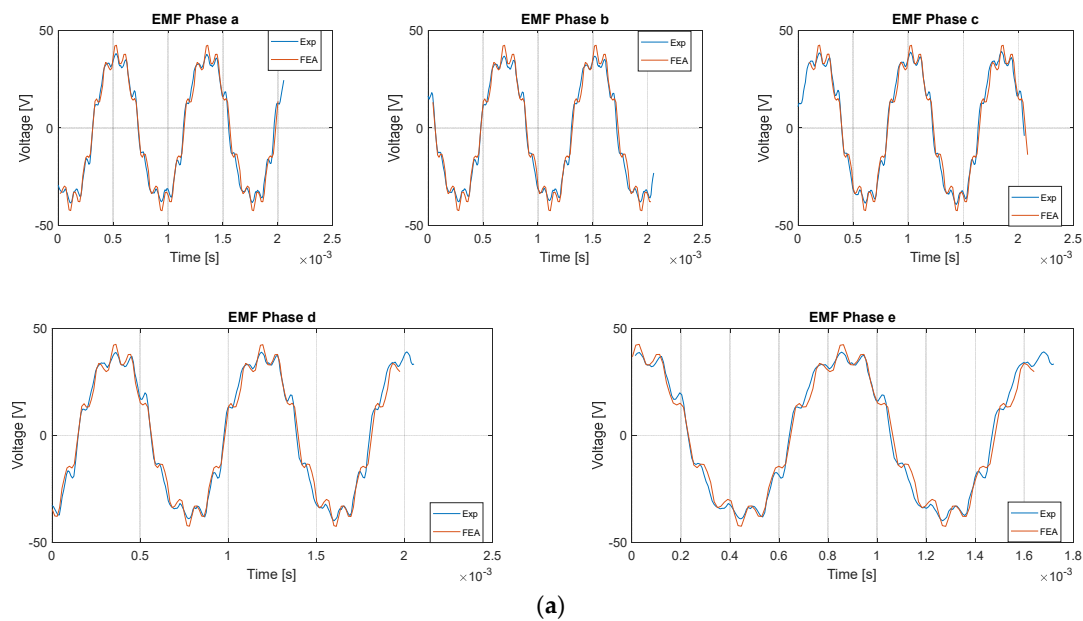 EMF Phase a
50
0
-50
Voltage [V]
0 0.5 1 1.5 2 2.5
Time [s]
×10⁻³
Exp
FEA
EMF Phase b
50
0
-50
Voltage [V]
0 0.5 1 1.5 2 2.5
Time [s]
×10⁻³
Exp
FEA
EMF Phase c
50
0
-50
Voltage [V]
0 0.5 1 1.5 2 2.5
Time [s]
×10⁻³
Exp
FEA
EMF Phase d
50
0
-50
Voltage [V]
0 0.5 1 1.5 2 2.5
Time [s]
×10⁻³
Exp
FEA
EMF Phase e
50
0
-50
Voltage [V]
0 0.2 0.4 0.6 0.8 1 1.2 1.4 1.6 1.8
Time [s]
×10⁻³
Exp
FEA
(a)